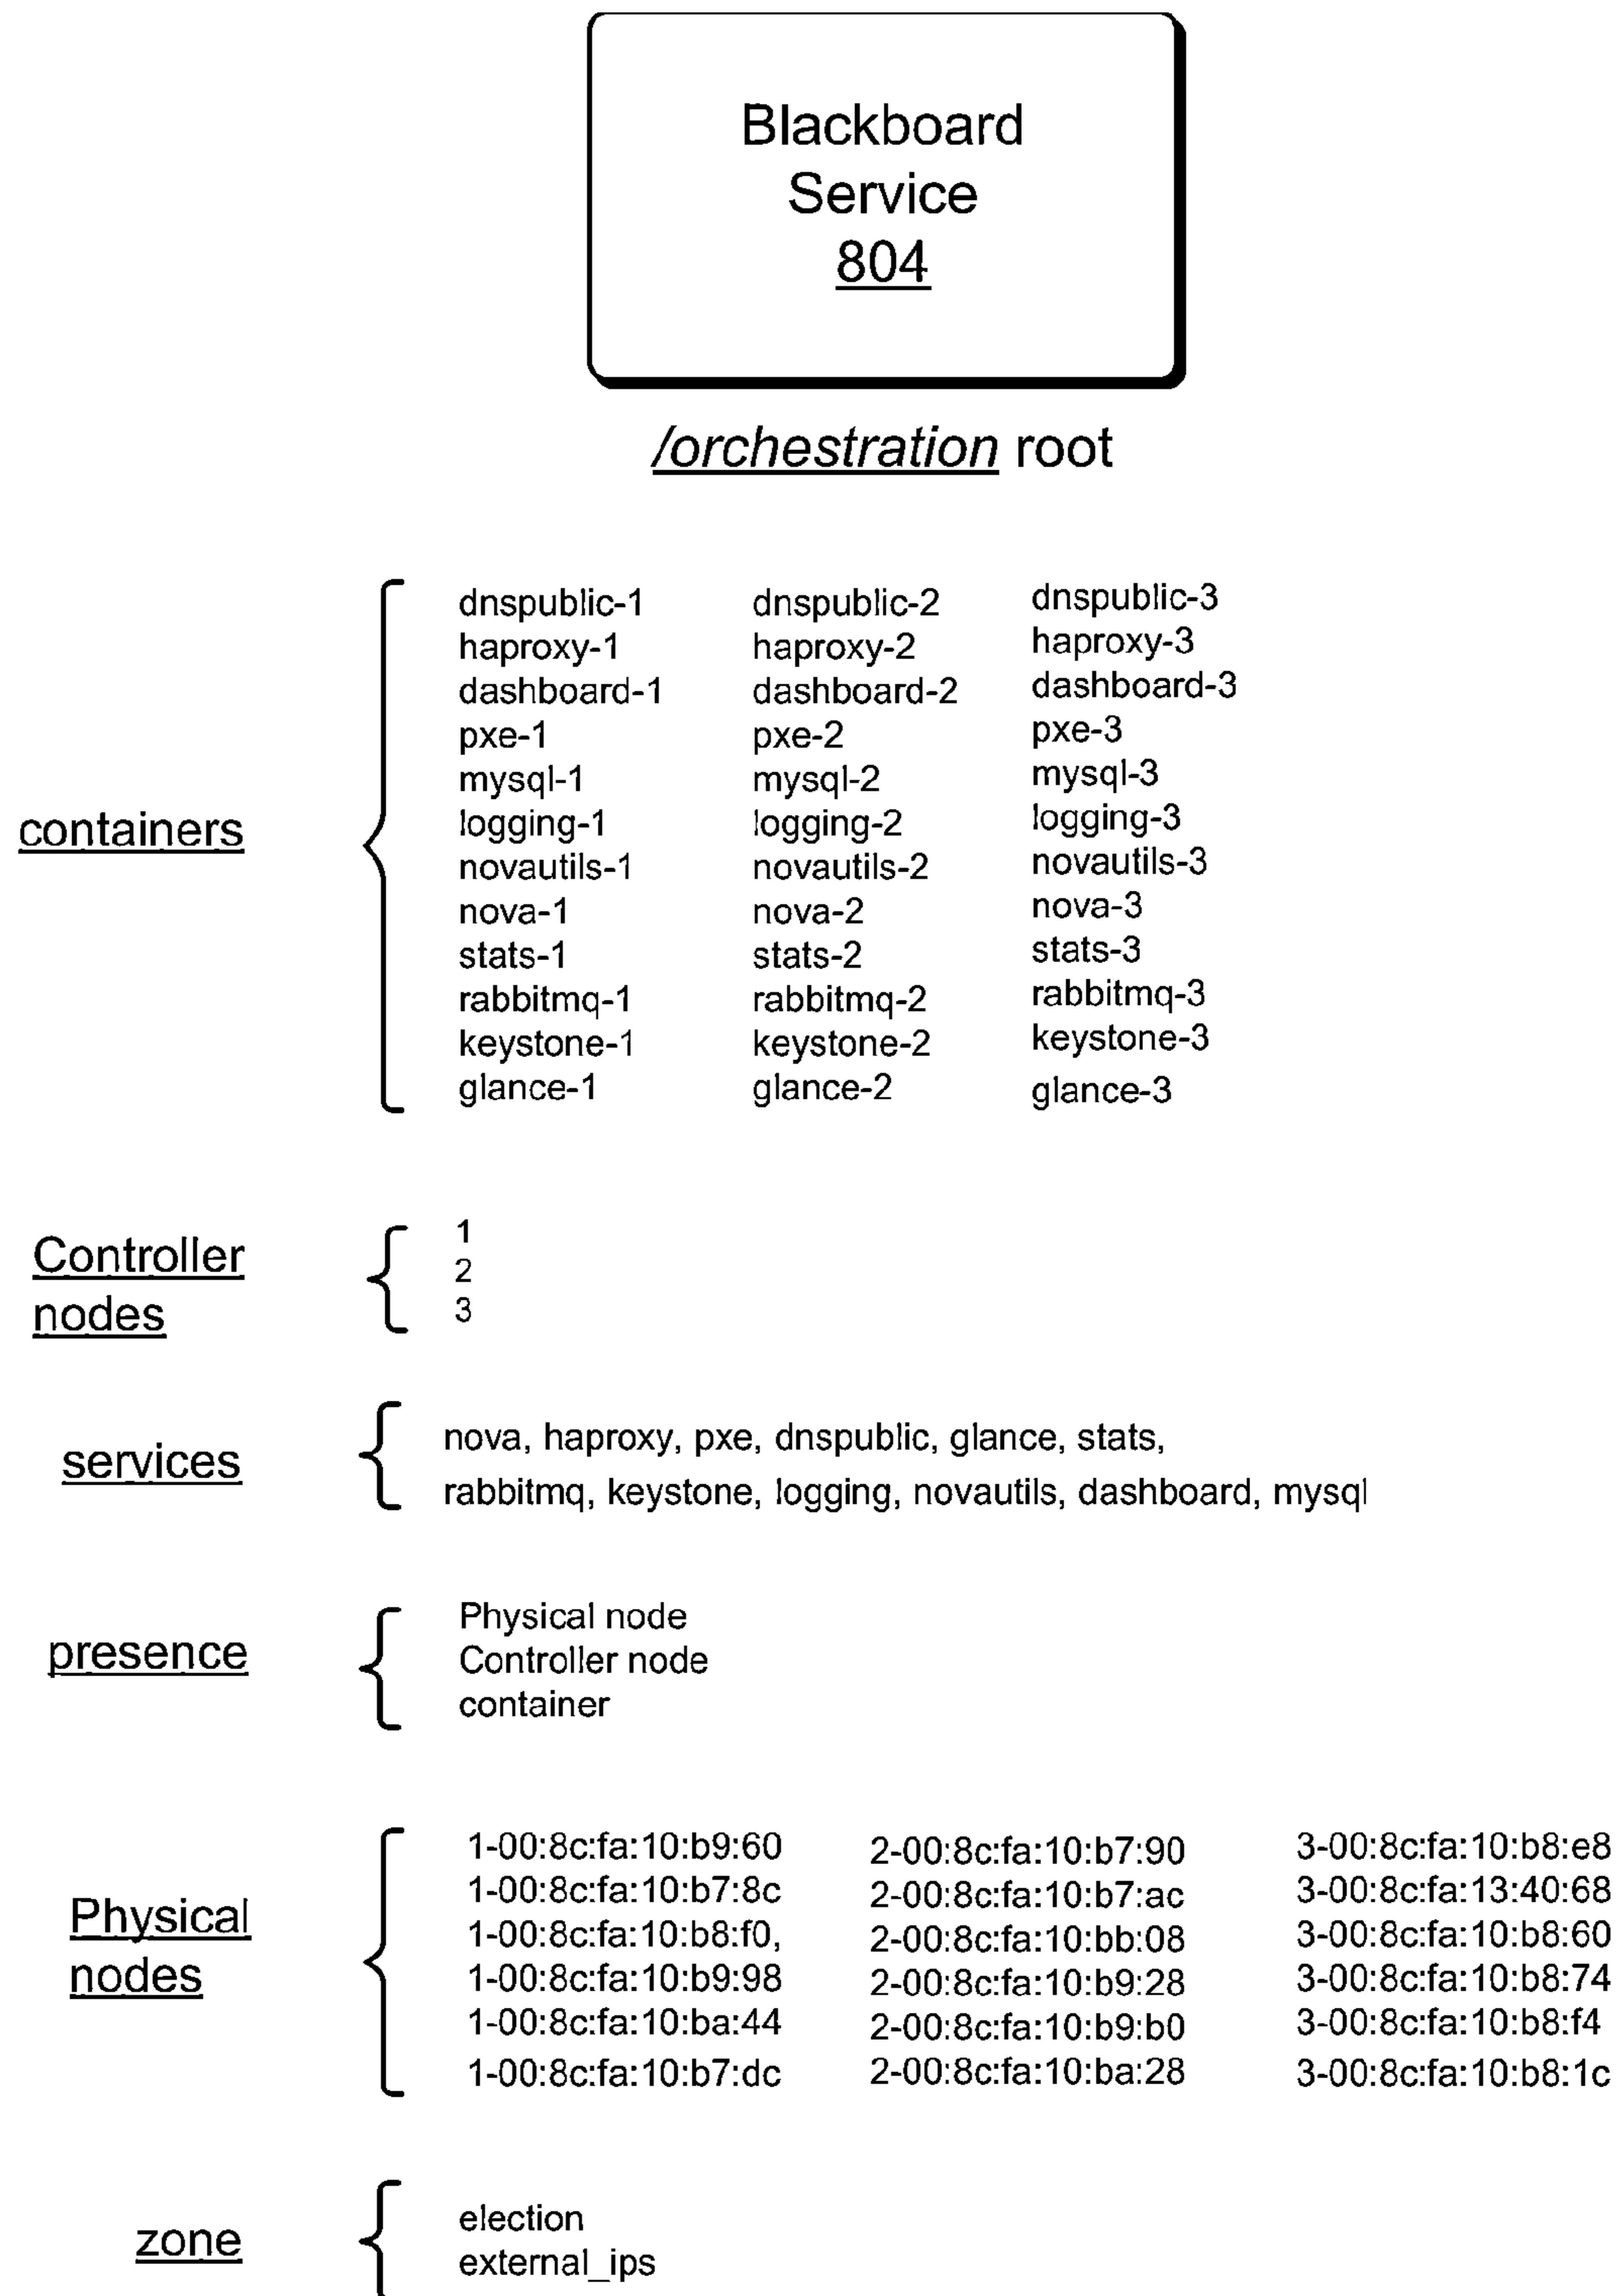 Blackboard
Service
804
/orchestration root
containers
dnspublic-1 dnspublic-2 dnspublic-3
haproxy-1 haproxy-2 haproxy-3
dashboard-1 dashboard-2 dashboard-3
pxe-1 pxe-2 pxe-3
mysql-1 mysql-2 mysql-3
logging-1 logging-2 logging-3
novautils-1 novautils-2 novautils-3
nova-1 nova-2 nova-3
stats-1 stats-2 stats-3
rabbitmq-1 rabbitmq-2 rabbitmq-3
keystone-1 keystone-2 keystone-3
glance-1 glance-2 glance-3
Controller
nodes
1
2
3
services
nova, haproxy, pxe, dnspublic, glance, stats,
rabbitmq, keystone, logging, novautils, dashboard, mysql
presence
Physical node
Controller node
container
Physical
nodes
1-00:8c:fa:10:b9:60 2-00:8c:fa:10:b7:90 3-00:8c:fa:10:b8:e8
1-00:8c:fa:10:b7:8c 2-00:8c:fa:10:b7:ac 3-00:8c:fa:13:40:68
1-00:8c:fa:10:b8:f0, 2-00:8c:fa:10:bb:08 3-00:8c:fa:10:b8:60
1-00:8c:fa:10:b9:98 2-00:8c:fa:10:b9:28 3-00:8c:fa:10:b8:74
1-00:8c:fa:10:ba:44 2-00:8c:fa:10:b9:b0 3-00:8c:fa:10:b8:f4
1-00:8c:fa:10:b7:dc 2-00:8c:fa:10:ba:28 3-00:8c:fa:10:b8:1c
zone
election
external_ips